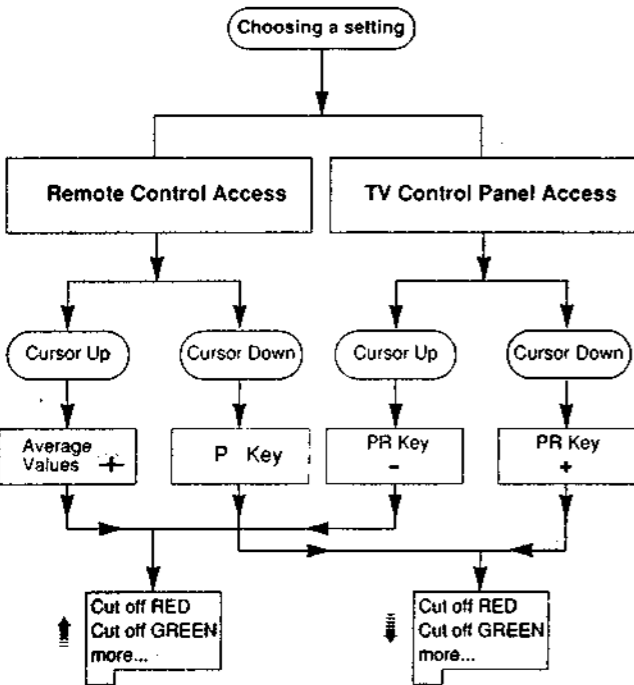 Choosing a setting
Remote Control Access
TV Control Panel Access
Cursor Up
Cursor Down
Cursor Up
Cursor Down
Average
Values
P Key
PR Key
-
PR Key
+
Cut off RED
Cut off GREEN
more...
Cut off RED
Cut off GREEN
more...